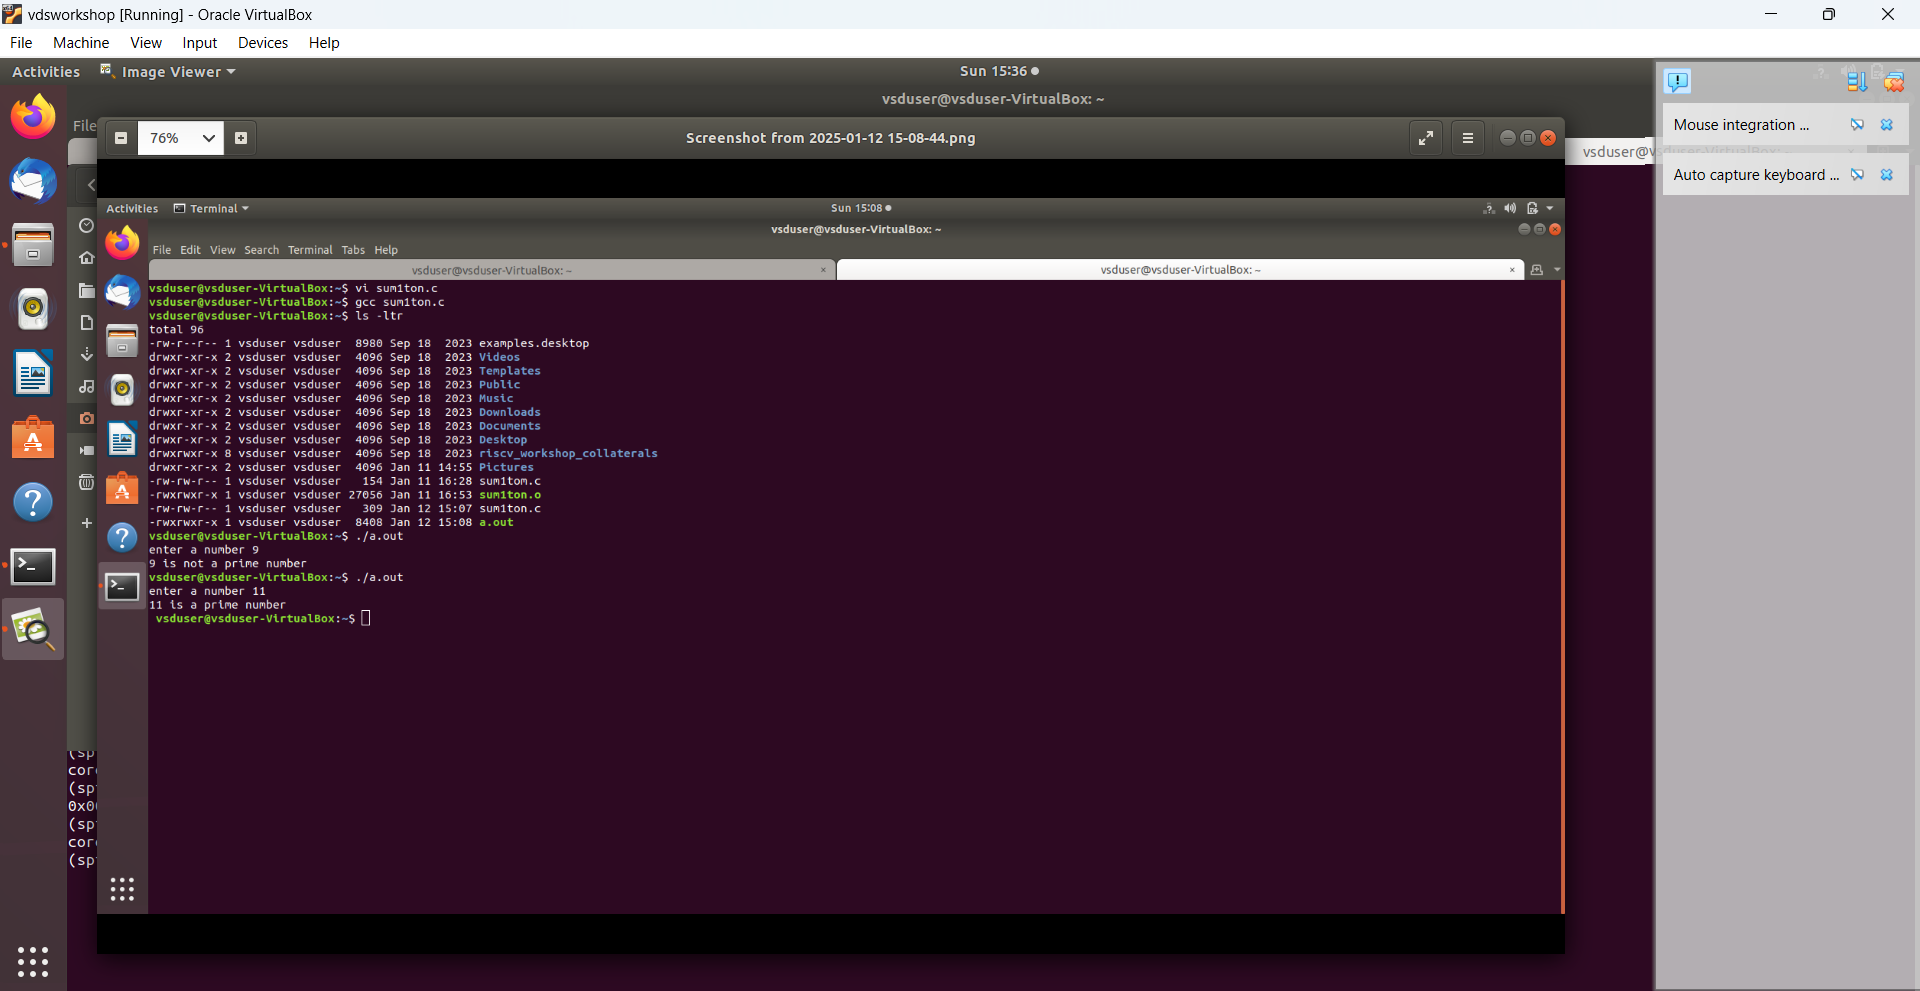 vdsworkshop [Running] - Oracle VirtualBox
File Machine View Input Devices Help
Activities Image Viewer Sun 15:36
vsduser@vsduser-VirtualBox: ~
File
76% Screenshot from 2025-01-12 15-08-44.png
Mouse integration ...
vsduser@v
Auto capture keyboard ...
Activities Terminal Sun 15:08
vsduser@vsduser-VirtualBox: ~
File Edit View Search Terminal Tabs Help
vsduser@vsduser-VirtualBox: ~ × vsduser@vsduser-VirtualBox: ~ ×
vsduser@vsduser-VirtualBox:~$ vi sum1ton.c
vsduser@vsduser-VirtualBox:~$ gcc sum1ton.c
vsduser@vsduser-VirtualBox:~$ ls -ltr
total 96
-rw-r--r-- 1 vsduser vsduser  8980 Sep 18  2023 examples.desktop
drwxr-xr-x 2 vsduser vsduser  4096 Sep 18  2023 Videos
drwxr-xr-x 2 vsduser vsduser  4096 Sep 18  2023 Templates
drwxr-xr-x 2 vsduser vsduser  4096 Sep 18  2023 Public
drwxr-xr-x 2 vsduser vsduser  4096 Sep 18  2023 Music
drwxr-xr-x 2 vsduser vsduser  4096 Sep 18  2023 Downloads
drwxr-xr-x 2 vsduser vsduser  4096 Sep 18  2023 Documents
drwxr-xr-x 2 vsduser vsduser  4096 Sep 18  2023 Desktop
drwxrwxr-x 8 vsduser vsduser  4096 Sep 18  2023 riscv_workshop_collaterals
drwxr-xr-x 2 vsduser vsduser  4096 Jan 11 14:55 Pictures
-rw-rw-r-- 1 vsduser vsduser   154 Jan 11 16:28 sum1tom.c
-rwxrwxr-x 1 vsduser vsduser 27056 Jan 11 16:53 sum1ton.o
-rw-rw-r-- 1 vsduser vsduser   309 Jan 12 15:07 sum1ton.c
-rwxrwxr-x 1 vsduser vsduser  8408 Jan 12 15:08 a.out
vsduser@vsduser-VirtualBox:~$ ./a.out
enter a number 9
9 is not a prime number
vsduser@vsduser-VirtualBox:~$ ./a.out
enter a number 11
11 is a prime number
vsduser@vsduser-VirtualBox:~$
(sp
cor
(sp
0x0
(sp
cor
(sp